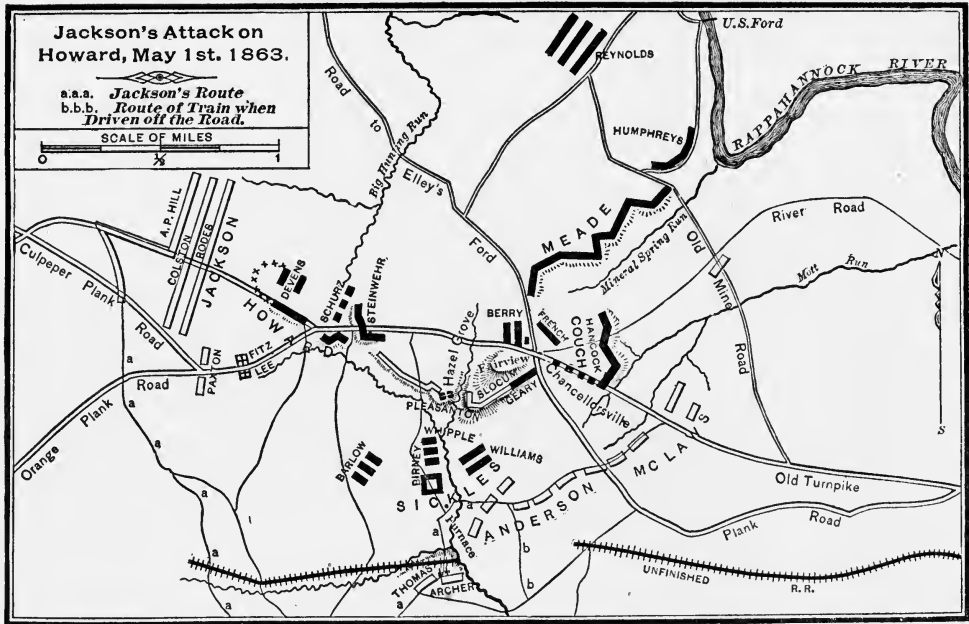 Jackson's Attack on
Howard, May 1st. 1863.
a.a.a. Jackson's Route
b.b.b. Route of Train when
Driven off the Road.
SCALE OF MILES
0 ½ 1
U.S. Ford
REYNOLDS
RAPPAHANNOCK RIVER
HUMPHREYS
Road to Elley's Ford
Big Hunting Run
MEADE
Mineral Spring Run
Old Mine Road
River Road
Mott Run
N
S
A.P. HILL
COLSTON
RODES
JACKSON
Culpeper Plank Road
HOWARD
DEVENS
SCHURZ
STEINWEHR
BERRY
FRENCH
HANCOCK
COUCH
Hazel Grove
Fairview
SLOCUM
GEARY
Chancellorsville
PLEASANTON
FITZ
LEE
PAXTON
Orange Plank Road
BARLOW
BIRNEY
WHIPPLE
WILLIAMS
SICKLES
ANDERSON
MC LAWS
Old Turnpike
Plank Road
Furnace
THOMAS
ARCHER
UNFINISHED R.R.
a
a
a
a
a
a
a
a
a
a
b
b